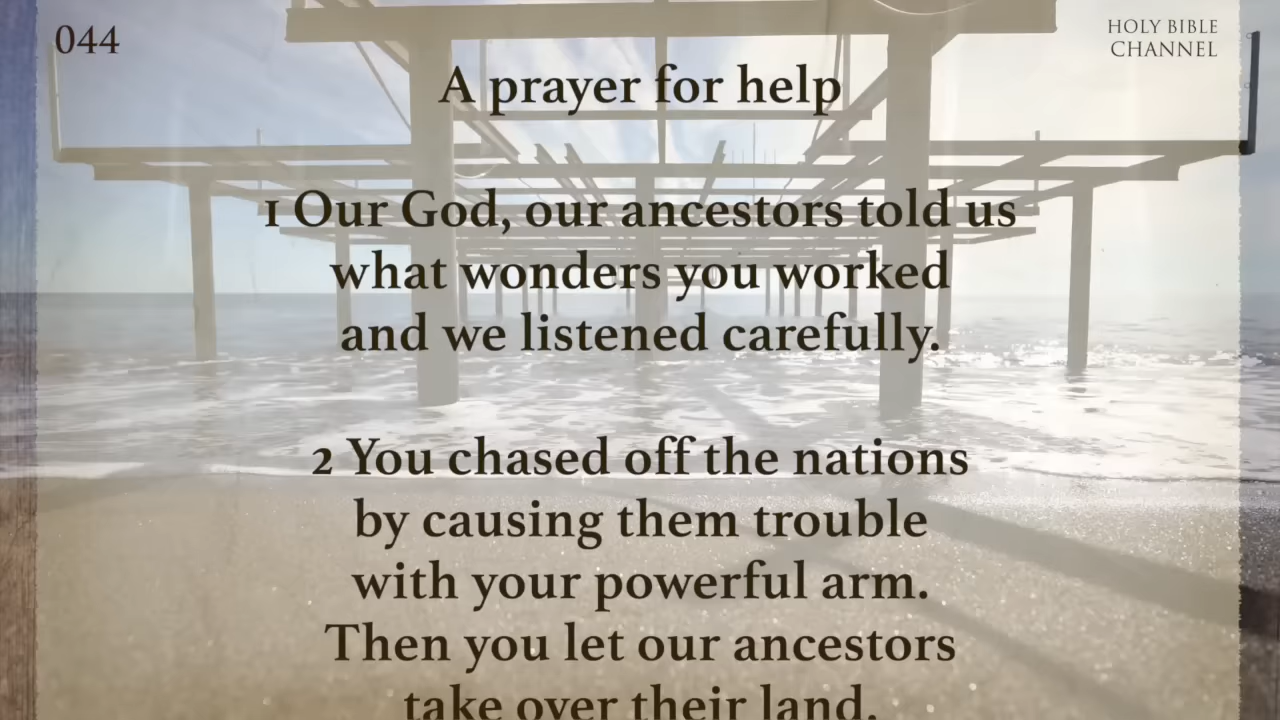 044
HOLY BIBLE
CHANNEL
A prayer for help
1 Our God, our ancestors told us
what wonders you worked
and we listened carefully.
2 You chased off the nations
by causing them trouble
with your powerful arm.
Then you let our ancestors
take over their land.